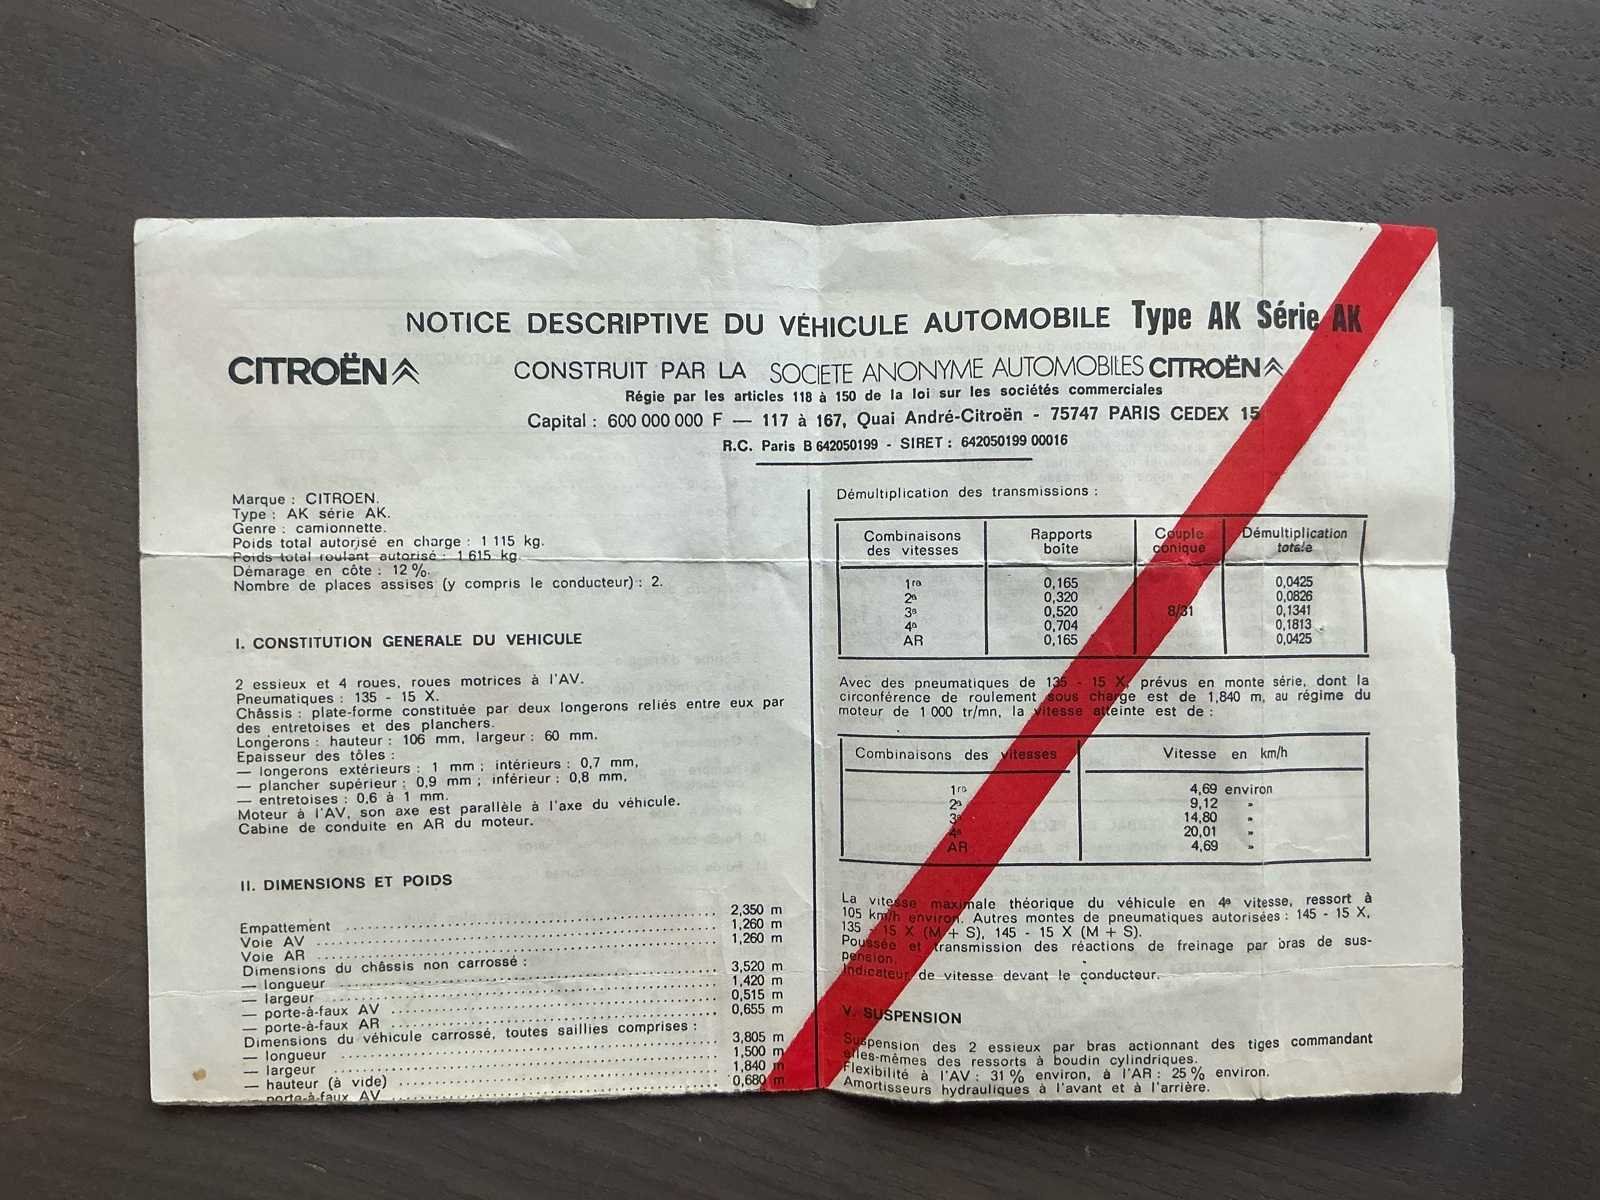 NOTICE DESCRIPTIVE DU VÉHICULE AUTOMOBILE Type AK Série AK
CITROËN CONSTRUIT PAR LA SOCIETE ANONYME AUTOMOBILES CITROËN
Régie par les articles 118 à 150 de la loi sur les sociétés commerciales
Capital : 600 000 000 F — 117 à 167, Quai André-Citroën - 75747 PARIS CEDEX 15
R.C. Paris B 642050199 - SIRET : 642050199 00016
Marque : CITROEN.
Type : AK série AK.
Genre : camionnette.
Poids total autorisé en charge : 1 115 kg.
Poids total roulant autorisé : 1 615 kg.
Démarage en côte : 12 %.
Nombre de places assises (y compris le conducteur) : 2.
I. CONSTITUTION GENERALE DU VEHICULE
2 essieux et 4 roues, roues motrices à l'AV.
Pneumatiques : 135 - 15 X.
Châssis : plate-forme constituée par deux longerons reliés entre eux par
des entretoises et des planchers.
Longerons : hauteur : 106 mm, largeur : 60 mm.
Epaisseur des tôles :
— longerons extérieurs : 1 mm ; intérieurs : 0,7 mm,
— plancher supérieur : 0,9 mm ; inférieur : 0,8 mm,
— entretoises : 0,6 à 1 mm.
Moteur à l'AV, son axe est parallèle à l'axe du véhicule.
Cabine de conduite en AR du moteur.
II. DIMENSIONS ET POIDS
Empattement 2,350 m
Voie AV 1,260 m
Voie AR 1,260 m
Dimensions du châssis non carrossé :
— longueur 3,520 m
— largeur 1,420 m
— porte-à-faux AV 0,515 m
— porte-à-faux AR 0,655 m
Dimensions du véhicule carrossé, toutes saillies comprises :
— longueur 3,805 m
— largeur 1,500 m
— hauteur (à vide) 1,840 m
— porte-à-faux AV 0,680 m
Démultiplication des transmissions :
Combinaisons des vitesses Rapports boîte Couple conique Démultiplication totale
1re 0,165 0,0425
2e 0,320 0,0826
3e 0,520 8/31 0,1341
4e 0,704 0,1813
AR 0,165 0,0425
Avec des pneumatiques de 135 - 15 X, prévus en monte série, dont la
circonférence de roulement sous charge est de 1,840 m, au régime du
moteur de 1 000 tr/mn, la vitesse atteinte est de :
Combinaisons des vitesses Vitesse en km/h
1re 4,69 environ
2e 9,12 »
3e 14,80 »
4e 20,01 »
AR 4,69 »
La vitesse maximale théorique du véhicule en 4e vitesse, ressort à
105 km/h environ. Autres montes de pneumatiques autorisées : 145 - 15 X,
135 - 15 X (M + S), 145 - 15 X (M + S).
Poussée et transmission des réactions de freinage par bras de sus-
pension.
Indicateur de vitesse devant le conducteur.
V. SUSPENSION
Suspension des 2 essieux par bras actionnant des tiges commandant
elles-mêmes des ressorts à boudin cylindriques.
Flexibilité à l'AV : 31 % environ, à l'AR : 25 % environ.
Amortisseurs hydrauliques à l'avant et à l'arrière.